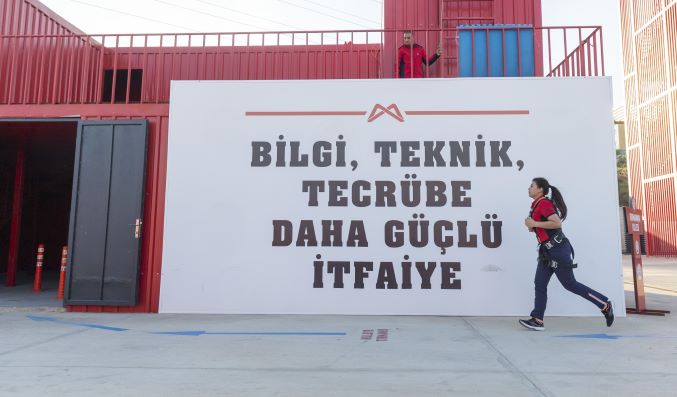 BİLGİ, TEKNİK,
TECRÜBE
DAHA GÜÇLÜ
İTFAİYE